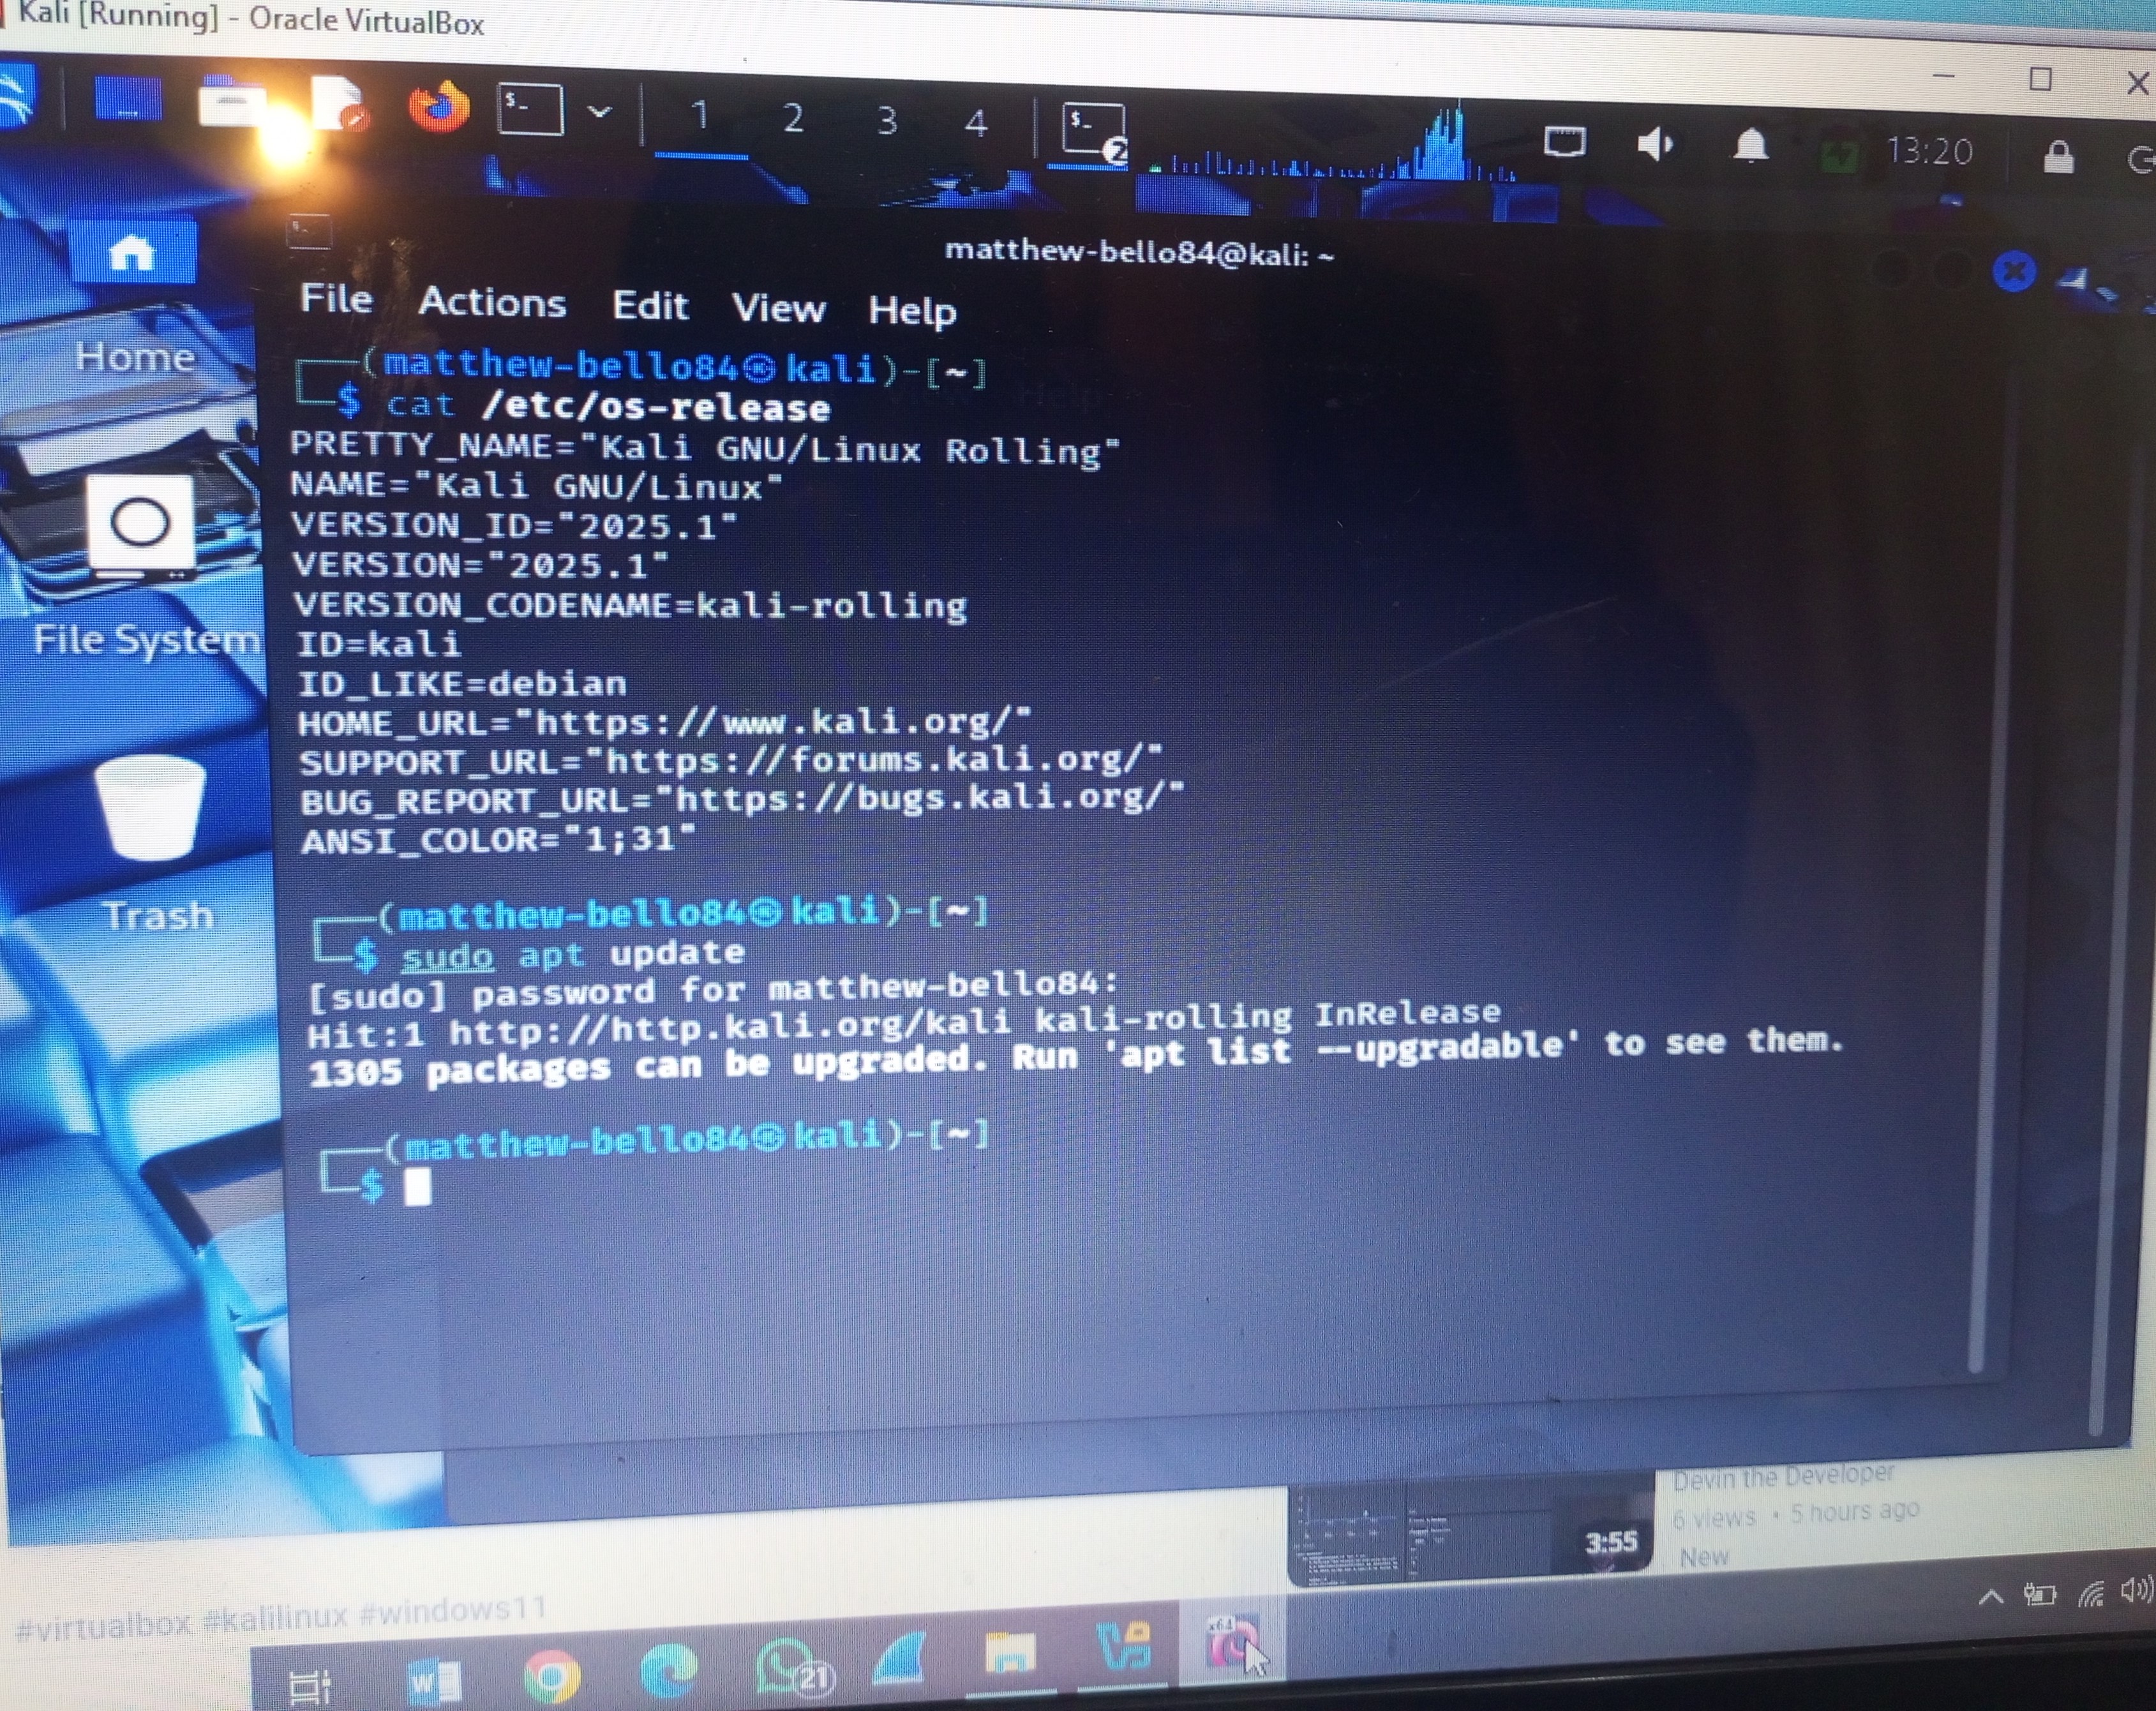 Kali [Running] - Oracle VirtualBox
$_
1 2 3 4
$_
2
13:20
matthew-bello84@kali: ~
File Actions Edit View Help
Home
File System
Trash
┌──(matthew-bello84㉿kali)-[~]
└─$ cat /etc/os-release
PRETTY_NAME="Kali GNU/Linux Rolling"
NAME="Kali GNU/Linux"
VERSION_ID="2025.1"
VERSION="2025.1"
VERSION_CODENAME=kali-rolling
ID=kali
ID_LIKE=debian
HOME_URL="https://www.kali.org/"
SUPPORT_URL="https://forums.kali.org/"
BUG_REPORT_URL="https://bugs.kali.org/"
ANSI_COLOR="1;31"
┌──(matthew-bello84㉿kali)-[~]
└─$ sudo apt update
[sudo] password for matthew-bello84:
Hit:1 http://http.kali.org/kali kali-rolling InRelease
1305 packages can be upgraded. Run 'apt list --upgradable' to see them.
┌──(matthew-bello84㉿kali)-[~]
└─$
Devin the Developer
6 views • 5 hours ago
New
3:55
#virtualbox #kalilinux #windows11
W
21
x64